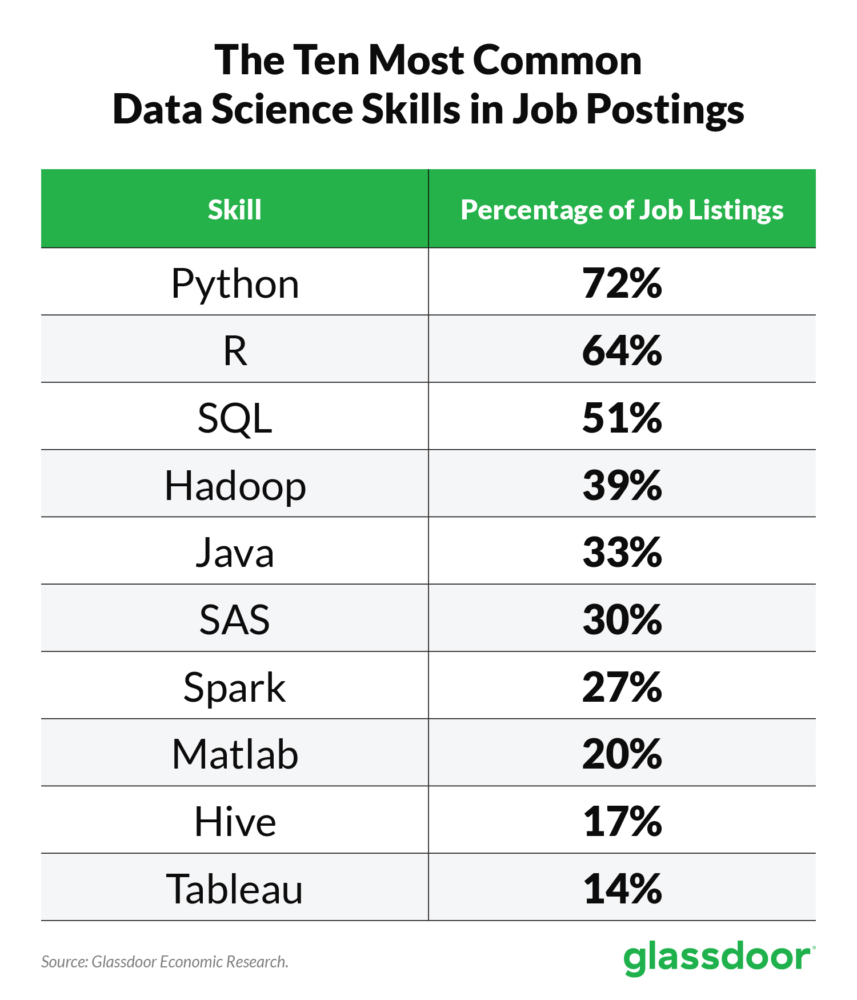 The Ten Most Common
Data Science Skills in Job Postings
Skill Percentage of Job Listings
Python 72%
R 64%
SQL 51%
Hadoop 39%
Java 33%
SAS 30%
Spark 27%
Matlab 20%
Hive 17%
Tableau 14%
Source: Glassdoor Economic Research.
glassdoor®